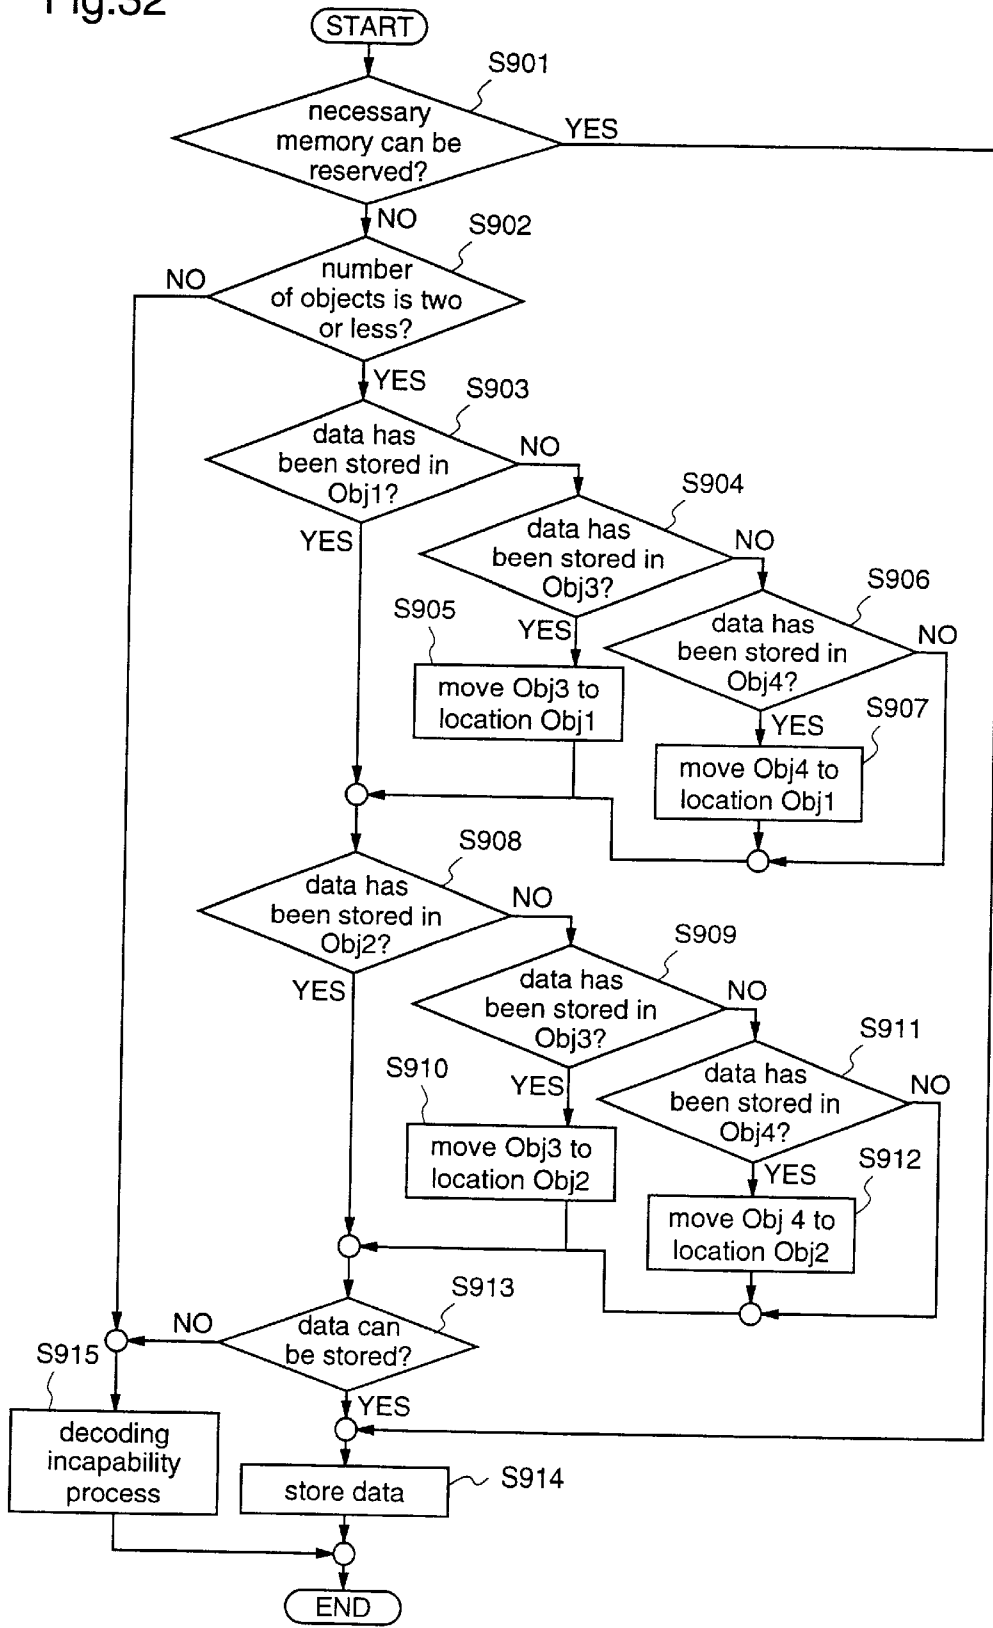 Fig.32
START
S901
necessary
memory can be
reserved?
YES
NO
S902
number
of objects is two
or less?
NO
YES
S903
data has
been stored in
Obj1?
NO
YES
S904
data has
been stored in
Obj3?
NO
YES
S905
move Obj3 to
location Obj1
S906
data has
been stored in
Obj4?
NO
YES
S907
move Obj4 to
location Obj1
S908
data has
been stored in
Obj2?
NO
YES
S909
data has
been stored in
Obj3?
NO
YES
S910
move Obj3 to
location Obj2
S911
data has
been stored in
Obj4?
NO
YES
S912
move Obj 4 to
location Obj2
S913
data can
be stored?
NO
YES
S915
decoding
incapability
process
S914
store data
END